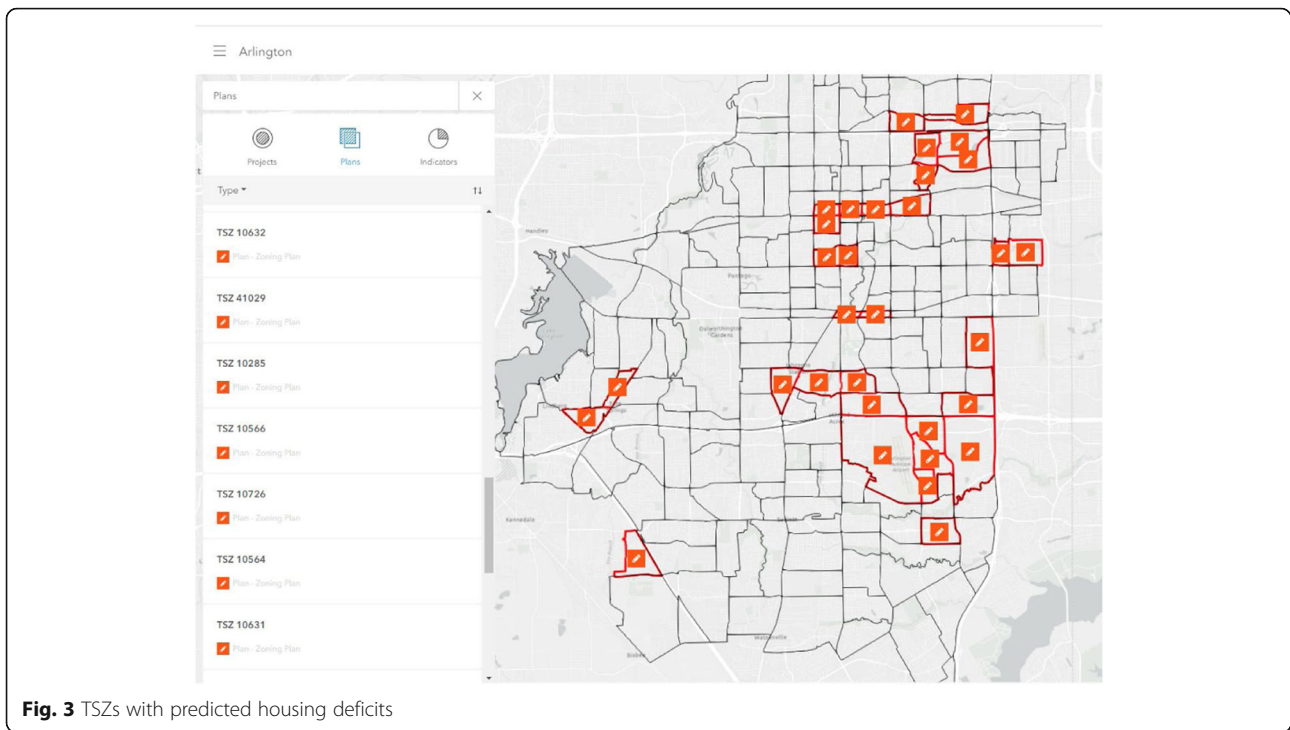 Arlington
Plans
Projects
Plans
Indicators
Type
TSZ 10632
Plan - Zoning Plan
TSZ 41029
Plan - Zoning Plan
TSZ 10285
Plan - Zoning Plan
TSZ 10566
Plan - Zoning Plan
TSZ 10726
Plan - Zoning Plan
TSZ 10564
Plan - Zoning Plan
TSZ 10631
Plan - Zoning Plan
Handley
Pantego
Dalworthington
Gardens
Kennedale
Webbville
Bisbee
Fig. 3 TSZs with predicted housing deficits